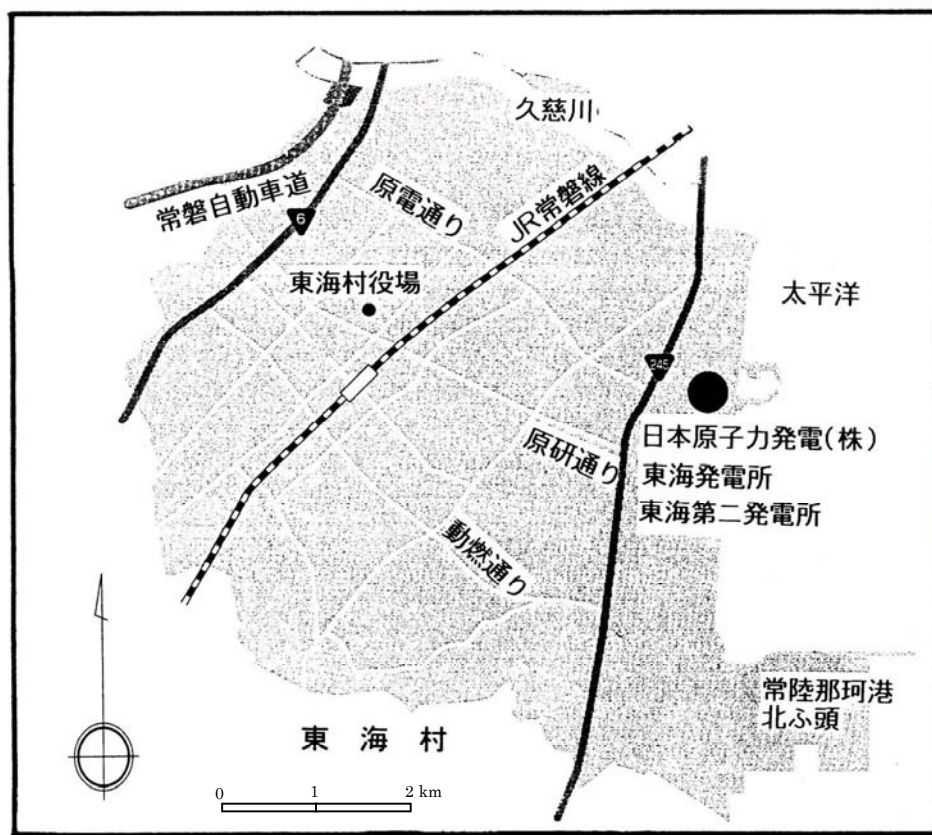 久慈川
常磐自動車道
6
原電通り
JR常磐線
東海村役場
太平洋
245
日本原子力発電(株)
東海発電所
東海第二発電所
原研通り
動燃通り
常陸那珂港
北ふ頭
東海村
0 1 2 km